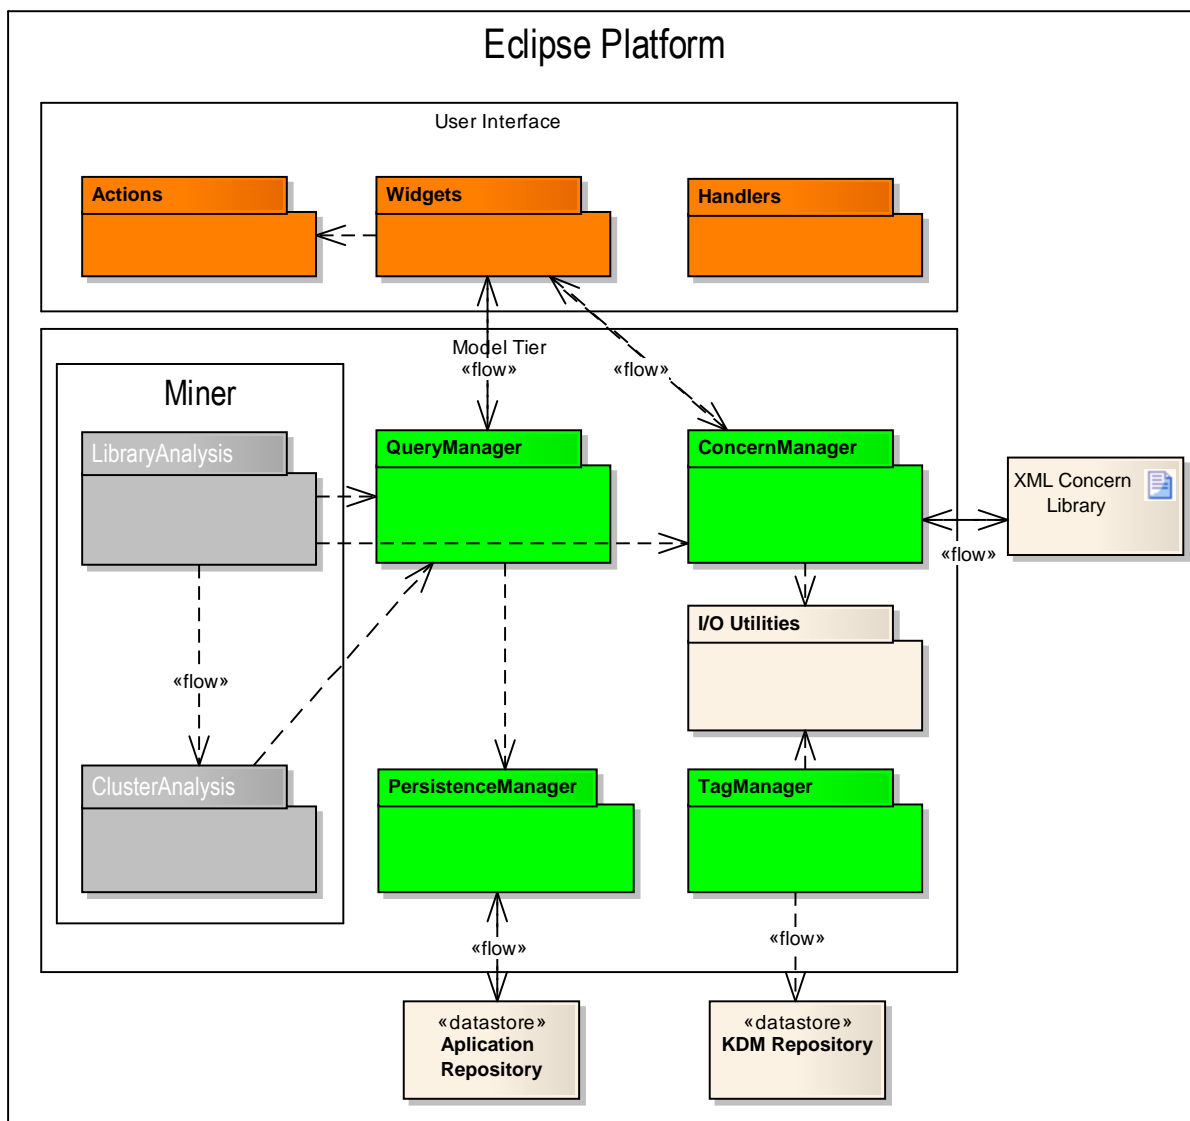 Eclipse Platform
User Interface
Actions
Widgets
Handlers
Model Tier
«flow»
«flow»
Miner
LibraryAnalysis
QueryManager
ConcernManager
XML Concern
Library
«flow»
I/O Utilities
«flow»
ClusterAnalysis
PersistenceManager
TagManager
«flow»
«flow»
«datastore»
Aplication
Repository
«datastore»
KDM Repository